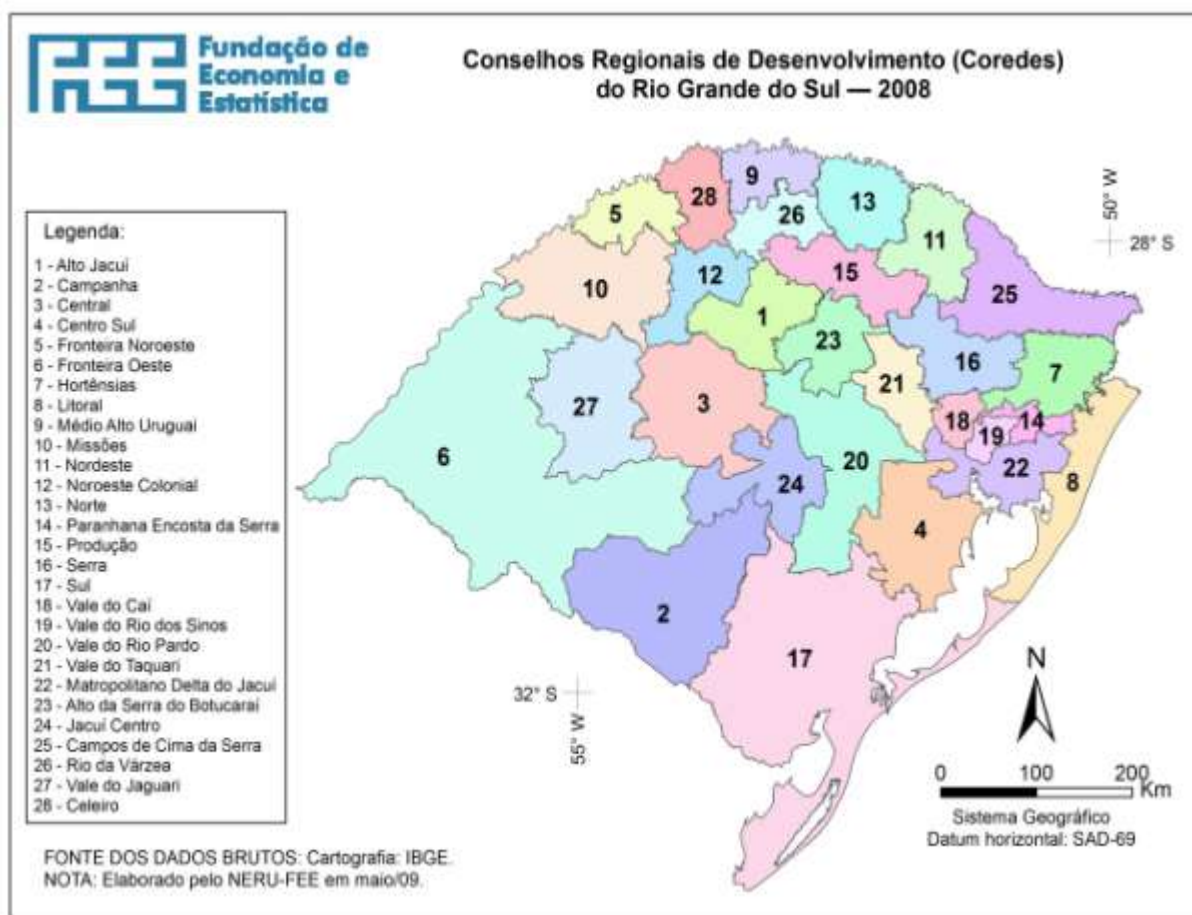 FEE
Fundação de
Economia e
Estatística
Conselhos Regionais de Desenvolvimento (Coredes)
do Rio Grande do Sul — 2008
50° W
28° S
Legenda:
1 - Alto Jacuí
2 - Campanha
3 - Central
4 - Centro Sul
5 - Fronteira Noroeste
6 - Fronteira Oeste
7 - Hortênsias
8 - Litoral
9 - Médio Alto Uruguai
10 - Missões
11 - Nordeste
12 - Noroeste Colonial
13 - Norte
14 - Paranhana Encosta da Serra
15 - Produção
16 - Serra
17 - Sul
18 - Vale do Caí
19 - Vale do Rio dos Sinos
20 - Vale do Rio Pardo
21 - Vale do Taquari
22 - Matropolitano Delta do Jacuí
23 - Alto da Serra do Botucaraí
24 - Jacuí Centro
25 - Campos de Cima da Serra
26 - Rio da Várzea
27 - Vale do Jaguari
28 - Celeiro
9
28
5
26
13
11
12
15
10
25
1
23
16
7
21
27
3
18
14
19
6
20
22
24
8
4
2
17
32° S
55° W
N
0 100 200
Km
Sistema Geográfico
Datum horizontal: SAD-69
FONTE DOS DADOS BRUTOS: Cartografia: IBGE.
NOTA: Elaborado pelo NERU-FEE em maio/09.